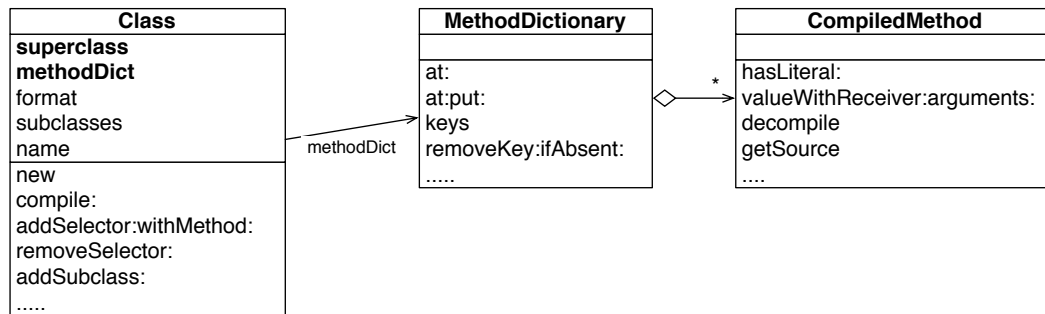 Class
superclass
methodDict
format
subclasses
name
new
compile:
addSelector:withMethod:
removeSelector:
addSubclass:
.....
methodDict
MethodDictionary
at:
at:put:
keys
removeKey:ifAbsent:
.....
*
CompiledMethod
hasLiteral:
valueWithReceiver:arguments:
decompile
getSource
....